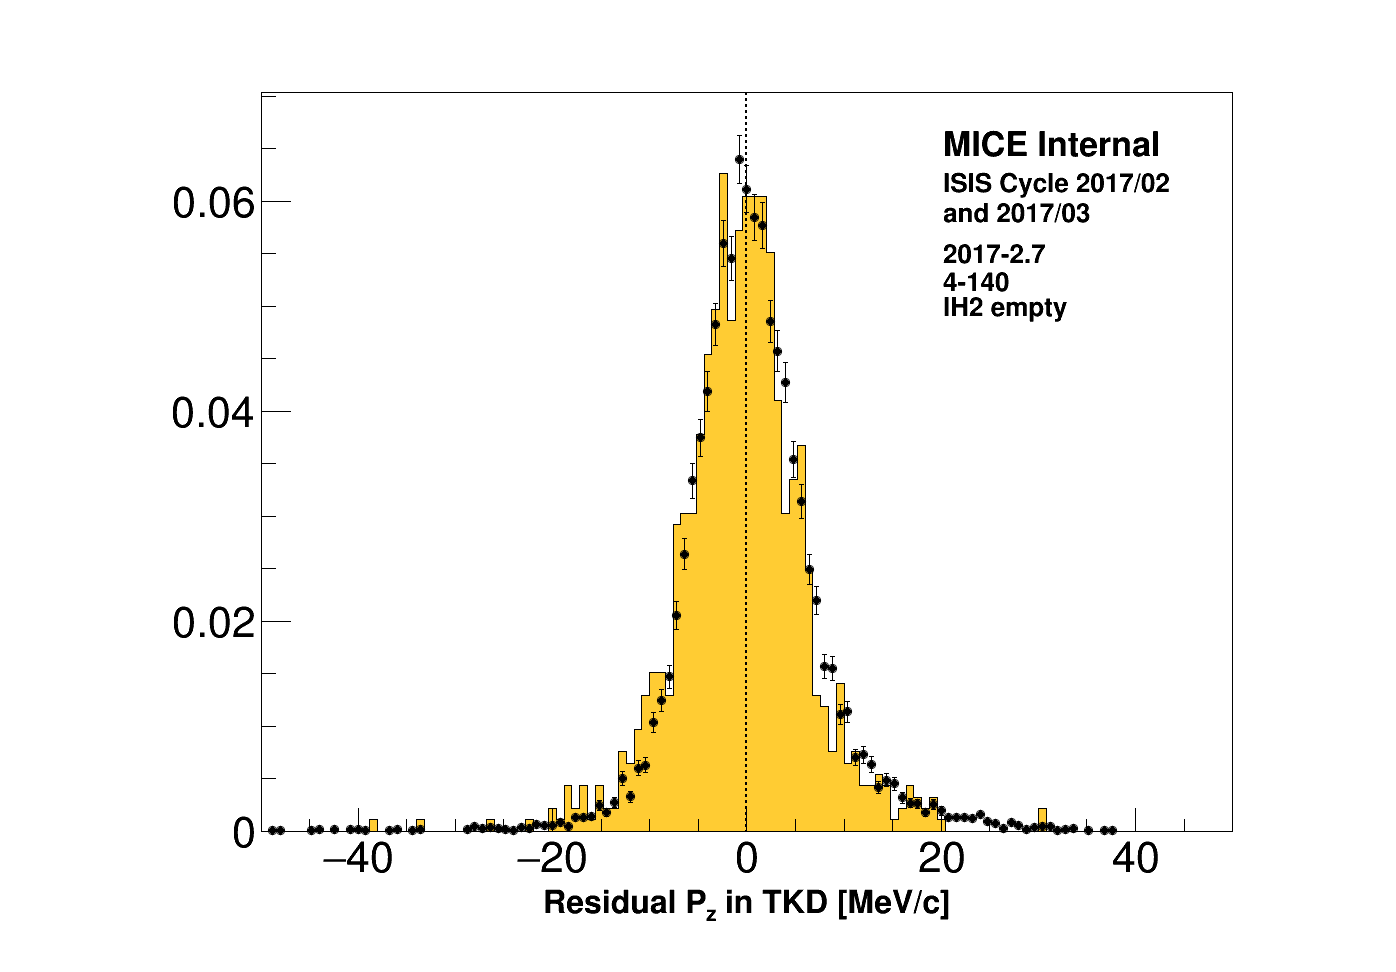 MICE Internal
ISIS Cycle 2017/02
and 2017/03
2017-2.7
4-140
IH2 empty
0.06
0.04
0.02
0
−40
−20
0
20
40
Residual Pz in TKD [MeV/c]